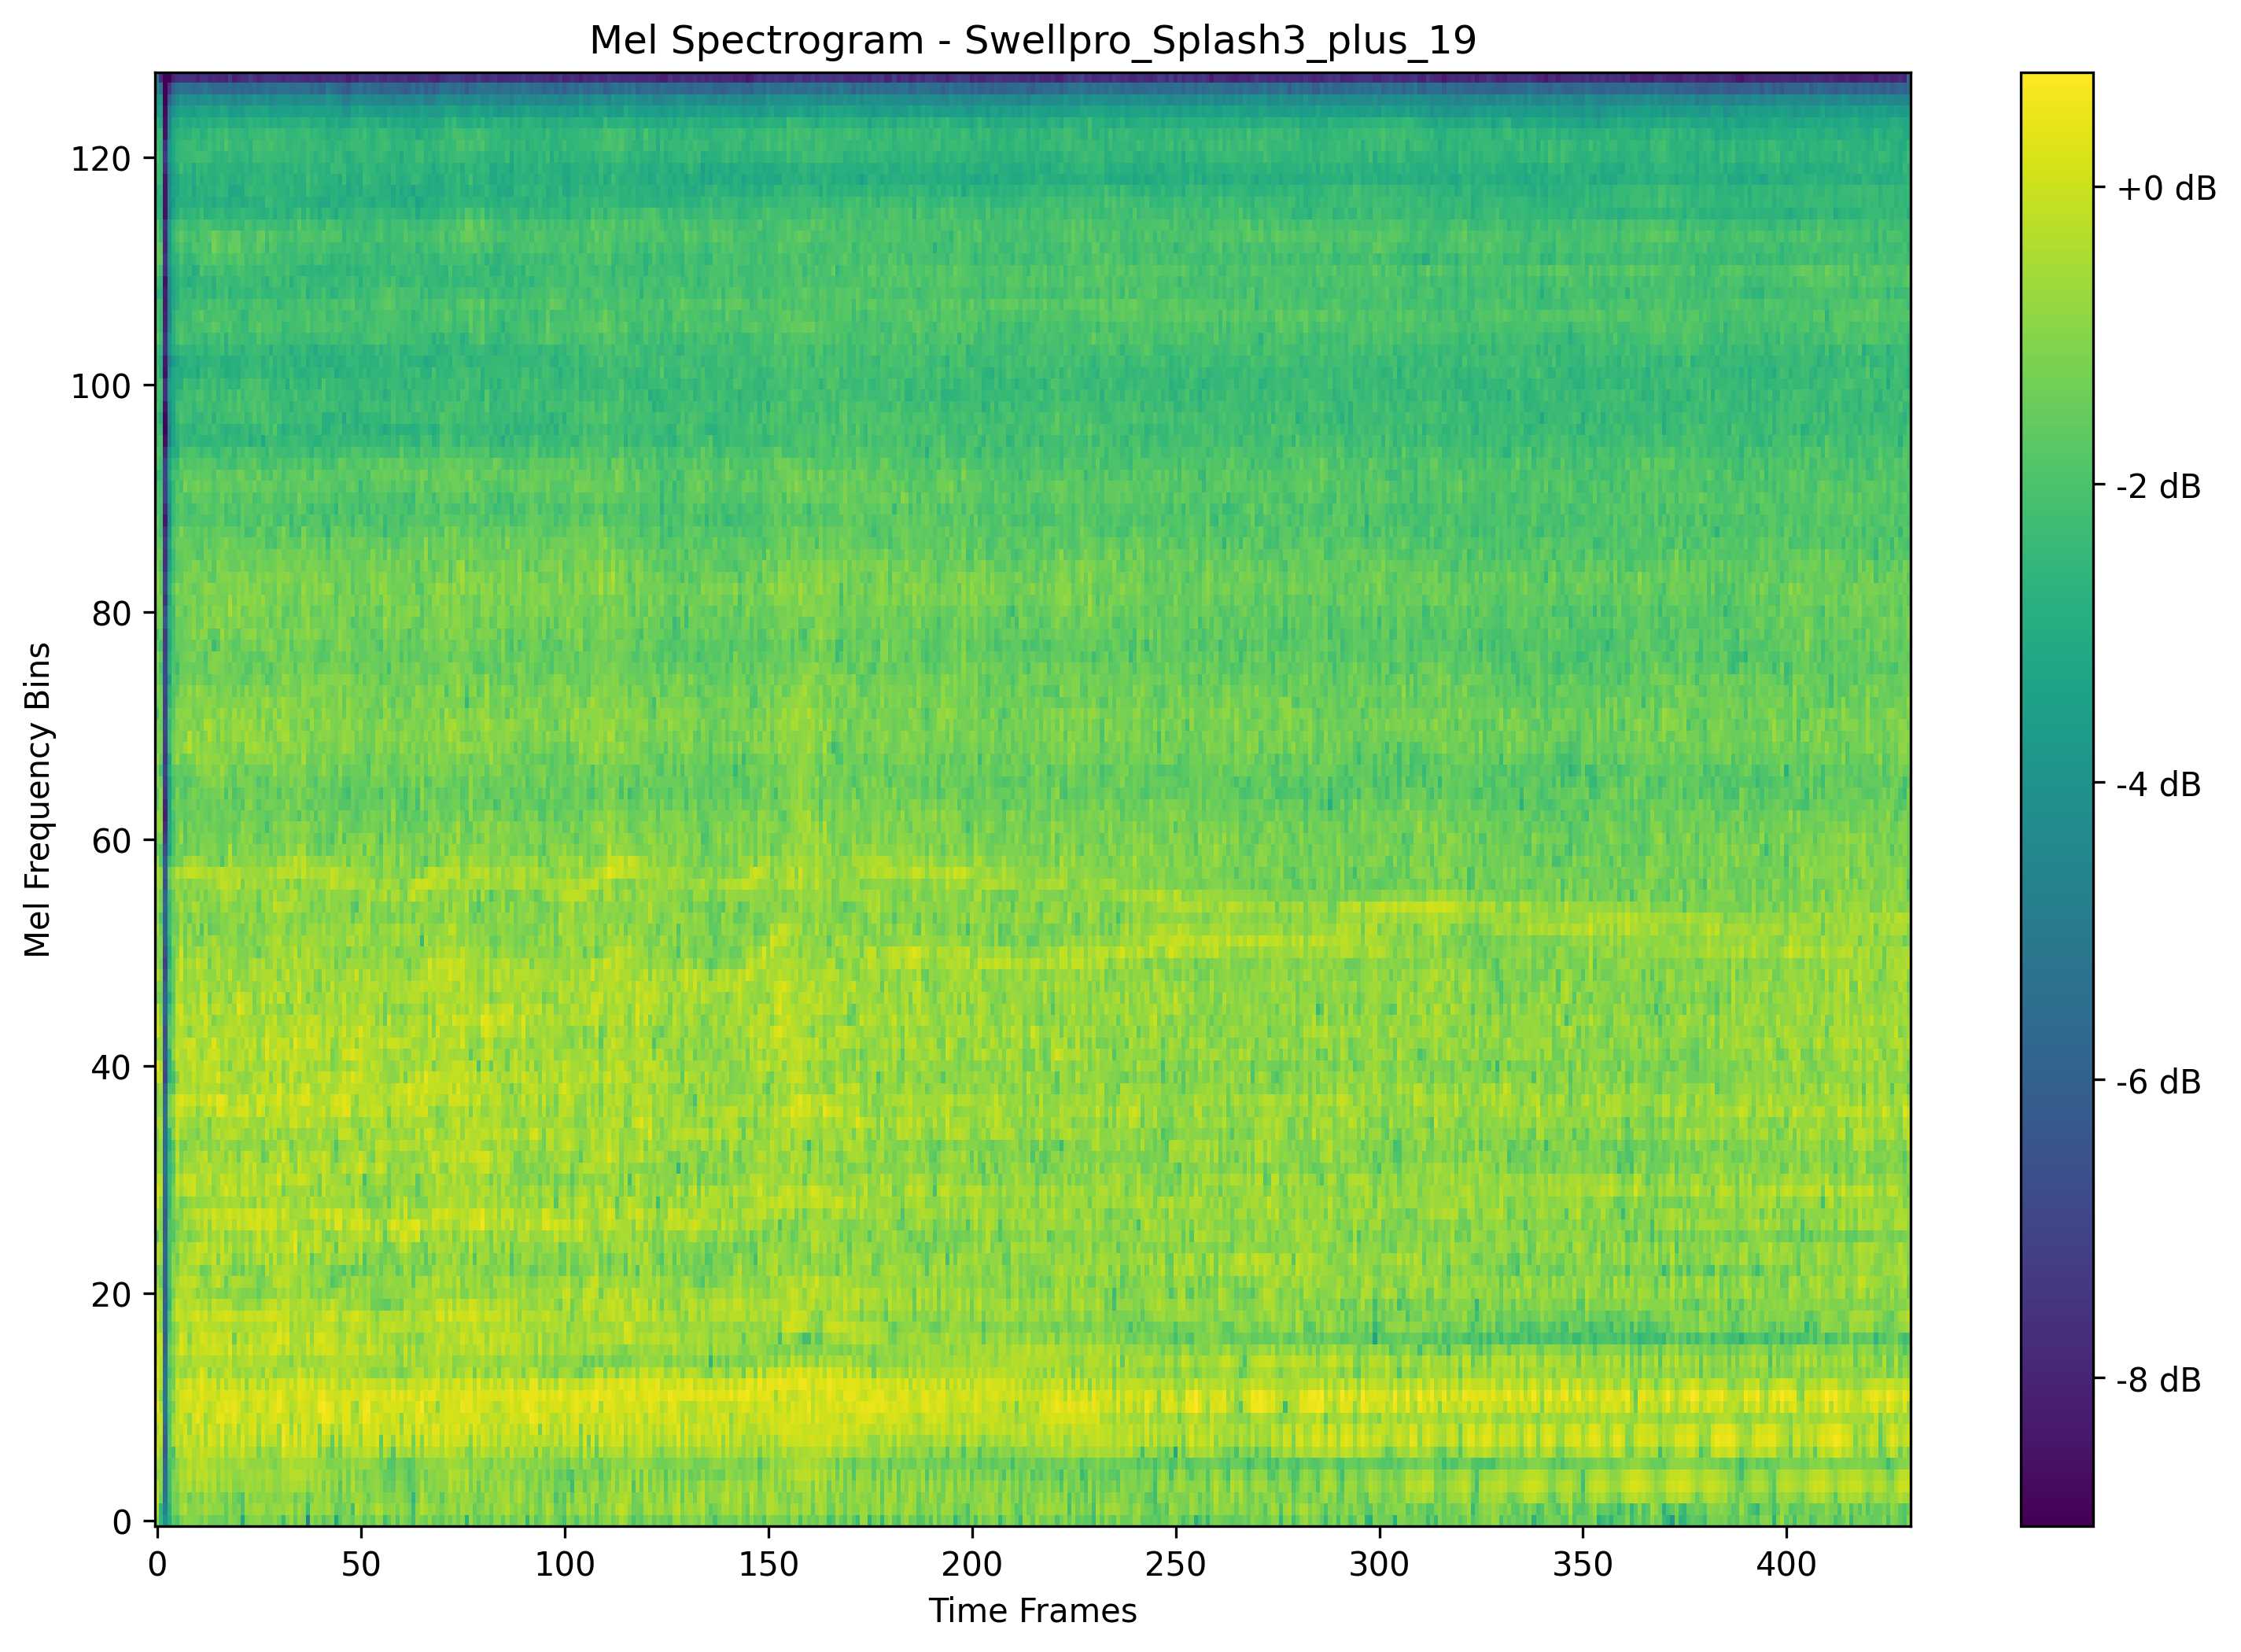 Mel Spectrogram - Swellpro_Splash3_plus_19
Mel Frequency Bins
120
100
80
60
40
20
0
0 50 100 150 200 250 300 350 400
Time Frames
+0 dB
-2 dB
-4 dB
-6 dB
-8 dB